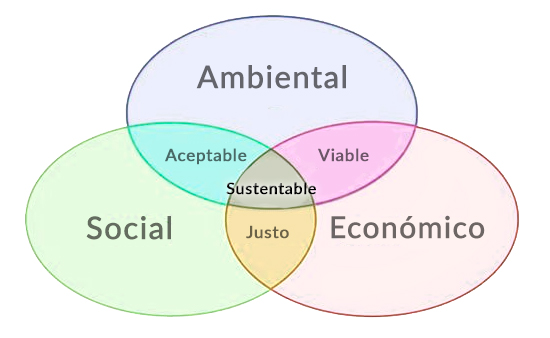 Ambiental
Aceptable
Viable
Sustentable
Social
Justo
Económico